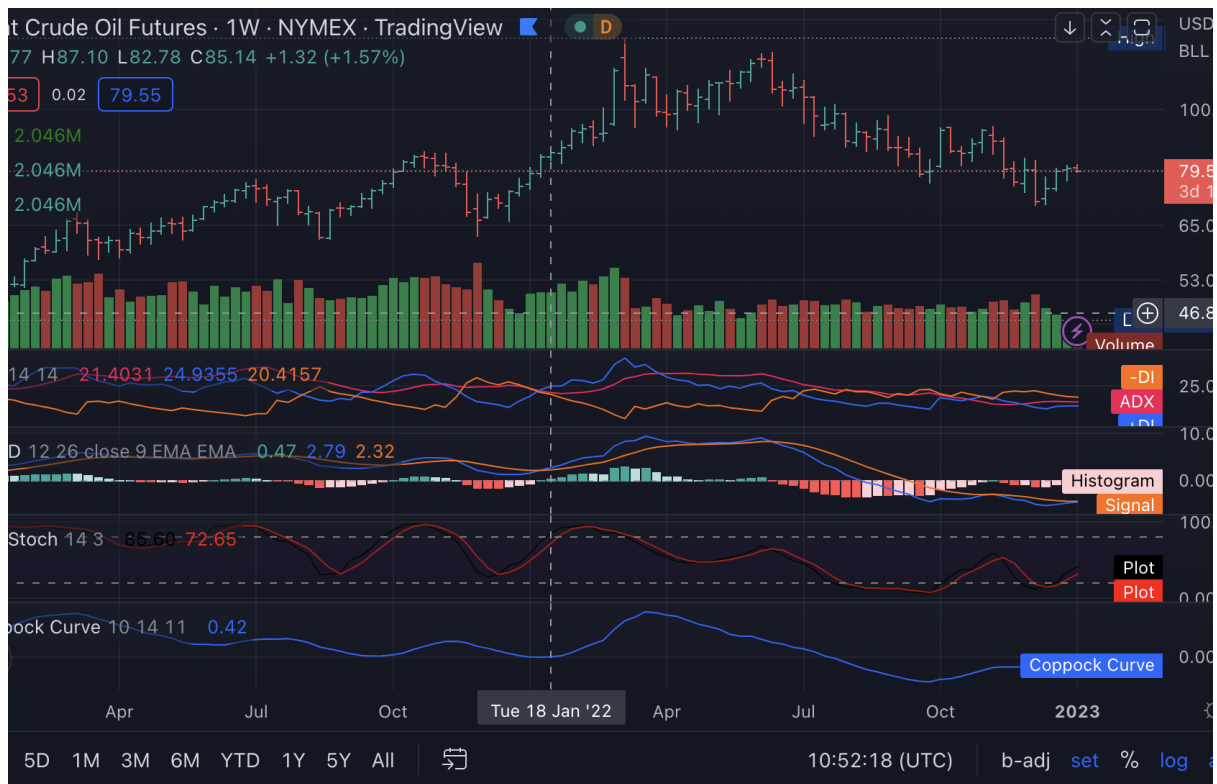 t Crude Oil Futures · 1W · NYMEX · TradingView D
77 H87.10 L82.78 C85.14 +1.32 (+1.57%)
53 0.02 79.55
2.046M
2.046M
2.046M
High
USD
BLL
100.
79.5
3d 1
65.0
53.0
46.8
Volume
14 14 21.4031 24.9355 20.4157
-DI
ADX
+DI
25.0
D 12 26 close 9 EMA EMA 0.47 2.79 2.32
10.0
0.00
Histogram
Signal
Stoch 14 3 85.60 72.65
100.
Plot
Plot
0.00
pock Curve 10 14 11 0.42
Coppock Curve
0.00
Apr Jul Oct Tue 18 Jan '22 Apr Jul Oct 2023
5D 1M 3M 6M YTD 1Y 5Y All 10:52:18 (UTC) b-adj set % log